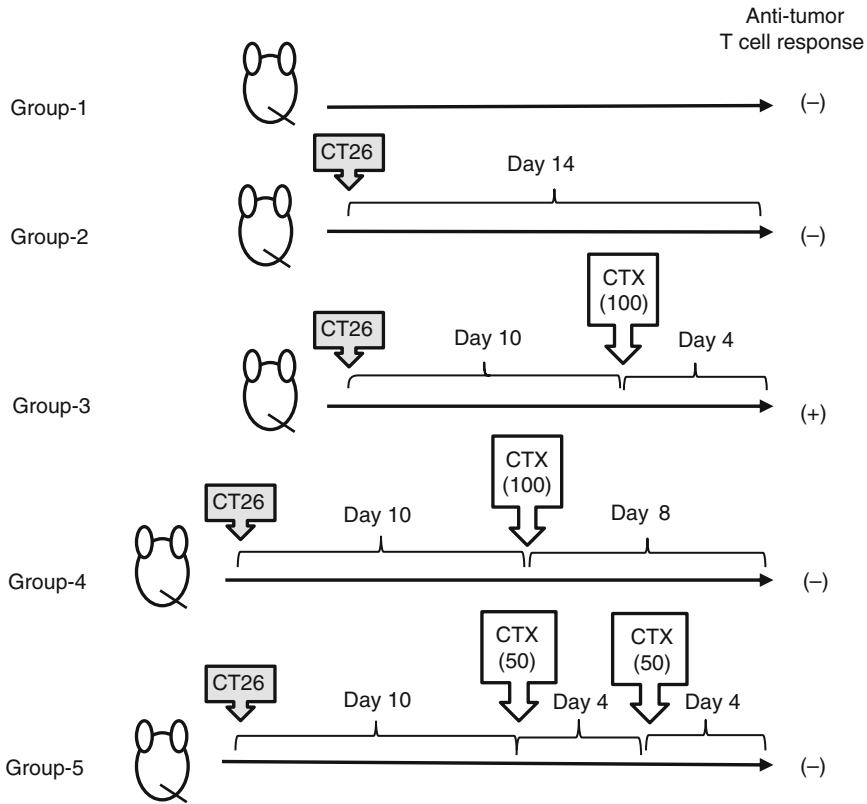 Anti-tumor
T cell response
Group-1
(–)
CT26
Day 14
Group-2
(–)
CTX
(100)
CT26
Day 10
Day 4
Group-3
(+)
CTX
(100)
CT26
Day 10
Day 8
Group-4
(–)
CTX
(50)
CTX
(50)
CT26
Day 10
Day 4
Day 4
Group-5
(–)